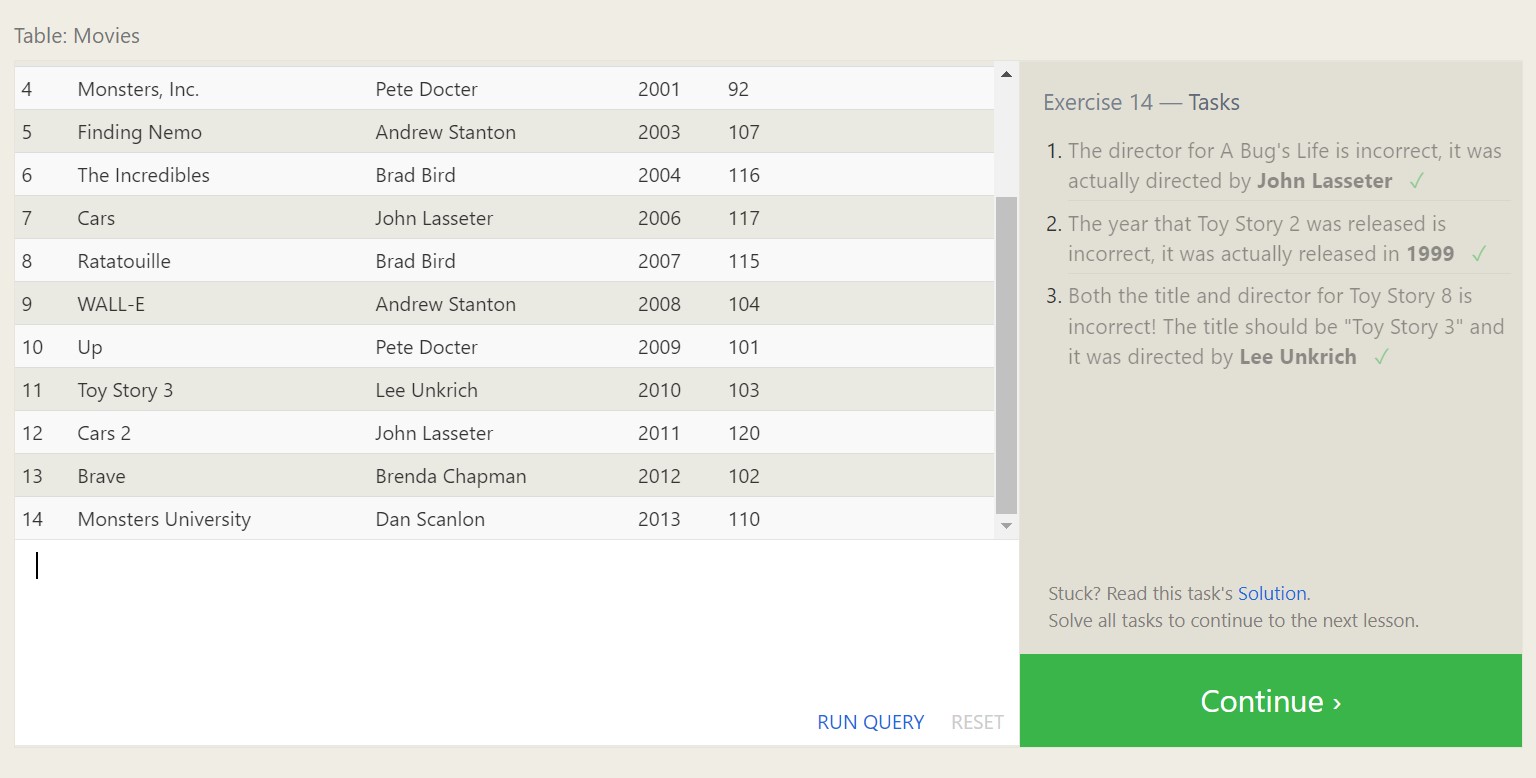 Table: Movies
4 Monsters, Inc. Pete Docter 2001 92
5 Finding Nemo Andrew Stanton 2003 107
6 The Incredibles Brad Bird 2004 116
7 Cars John Lasseter 2006 117
8 Ratatouille Brad Bird 2007 115
9 WALL-E Andrew Stanton 2008 104
10 Up Pete Docter 2009 101
11 Toy Story 3 Lee Unkrich 2010 103
12 Cars 2 John Lasseter 2011 120
13 Brave Brenda Chapman 2012 102
14 Monsters University Dan Scanlon 2013 110
RUN QUERY RESET
Exercise 14 — Tasks
1. The director for A Bug's Life is incorrect, it was
actually directed by John Lasseter ✓
2. The year that Toy Story 2 was released is
incorrect, it was actually released in 1999 ✓
3. Both the title and director for Toy Story 8 is
incorrect! The title should be "Toy Story 3" and
it was directed by Lee Unkrich ✓
Stuck? Read this task's Solution.
Solve all tasks to continue to the next lesson.
Continue ›